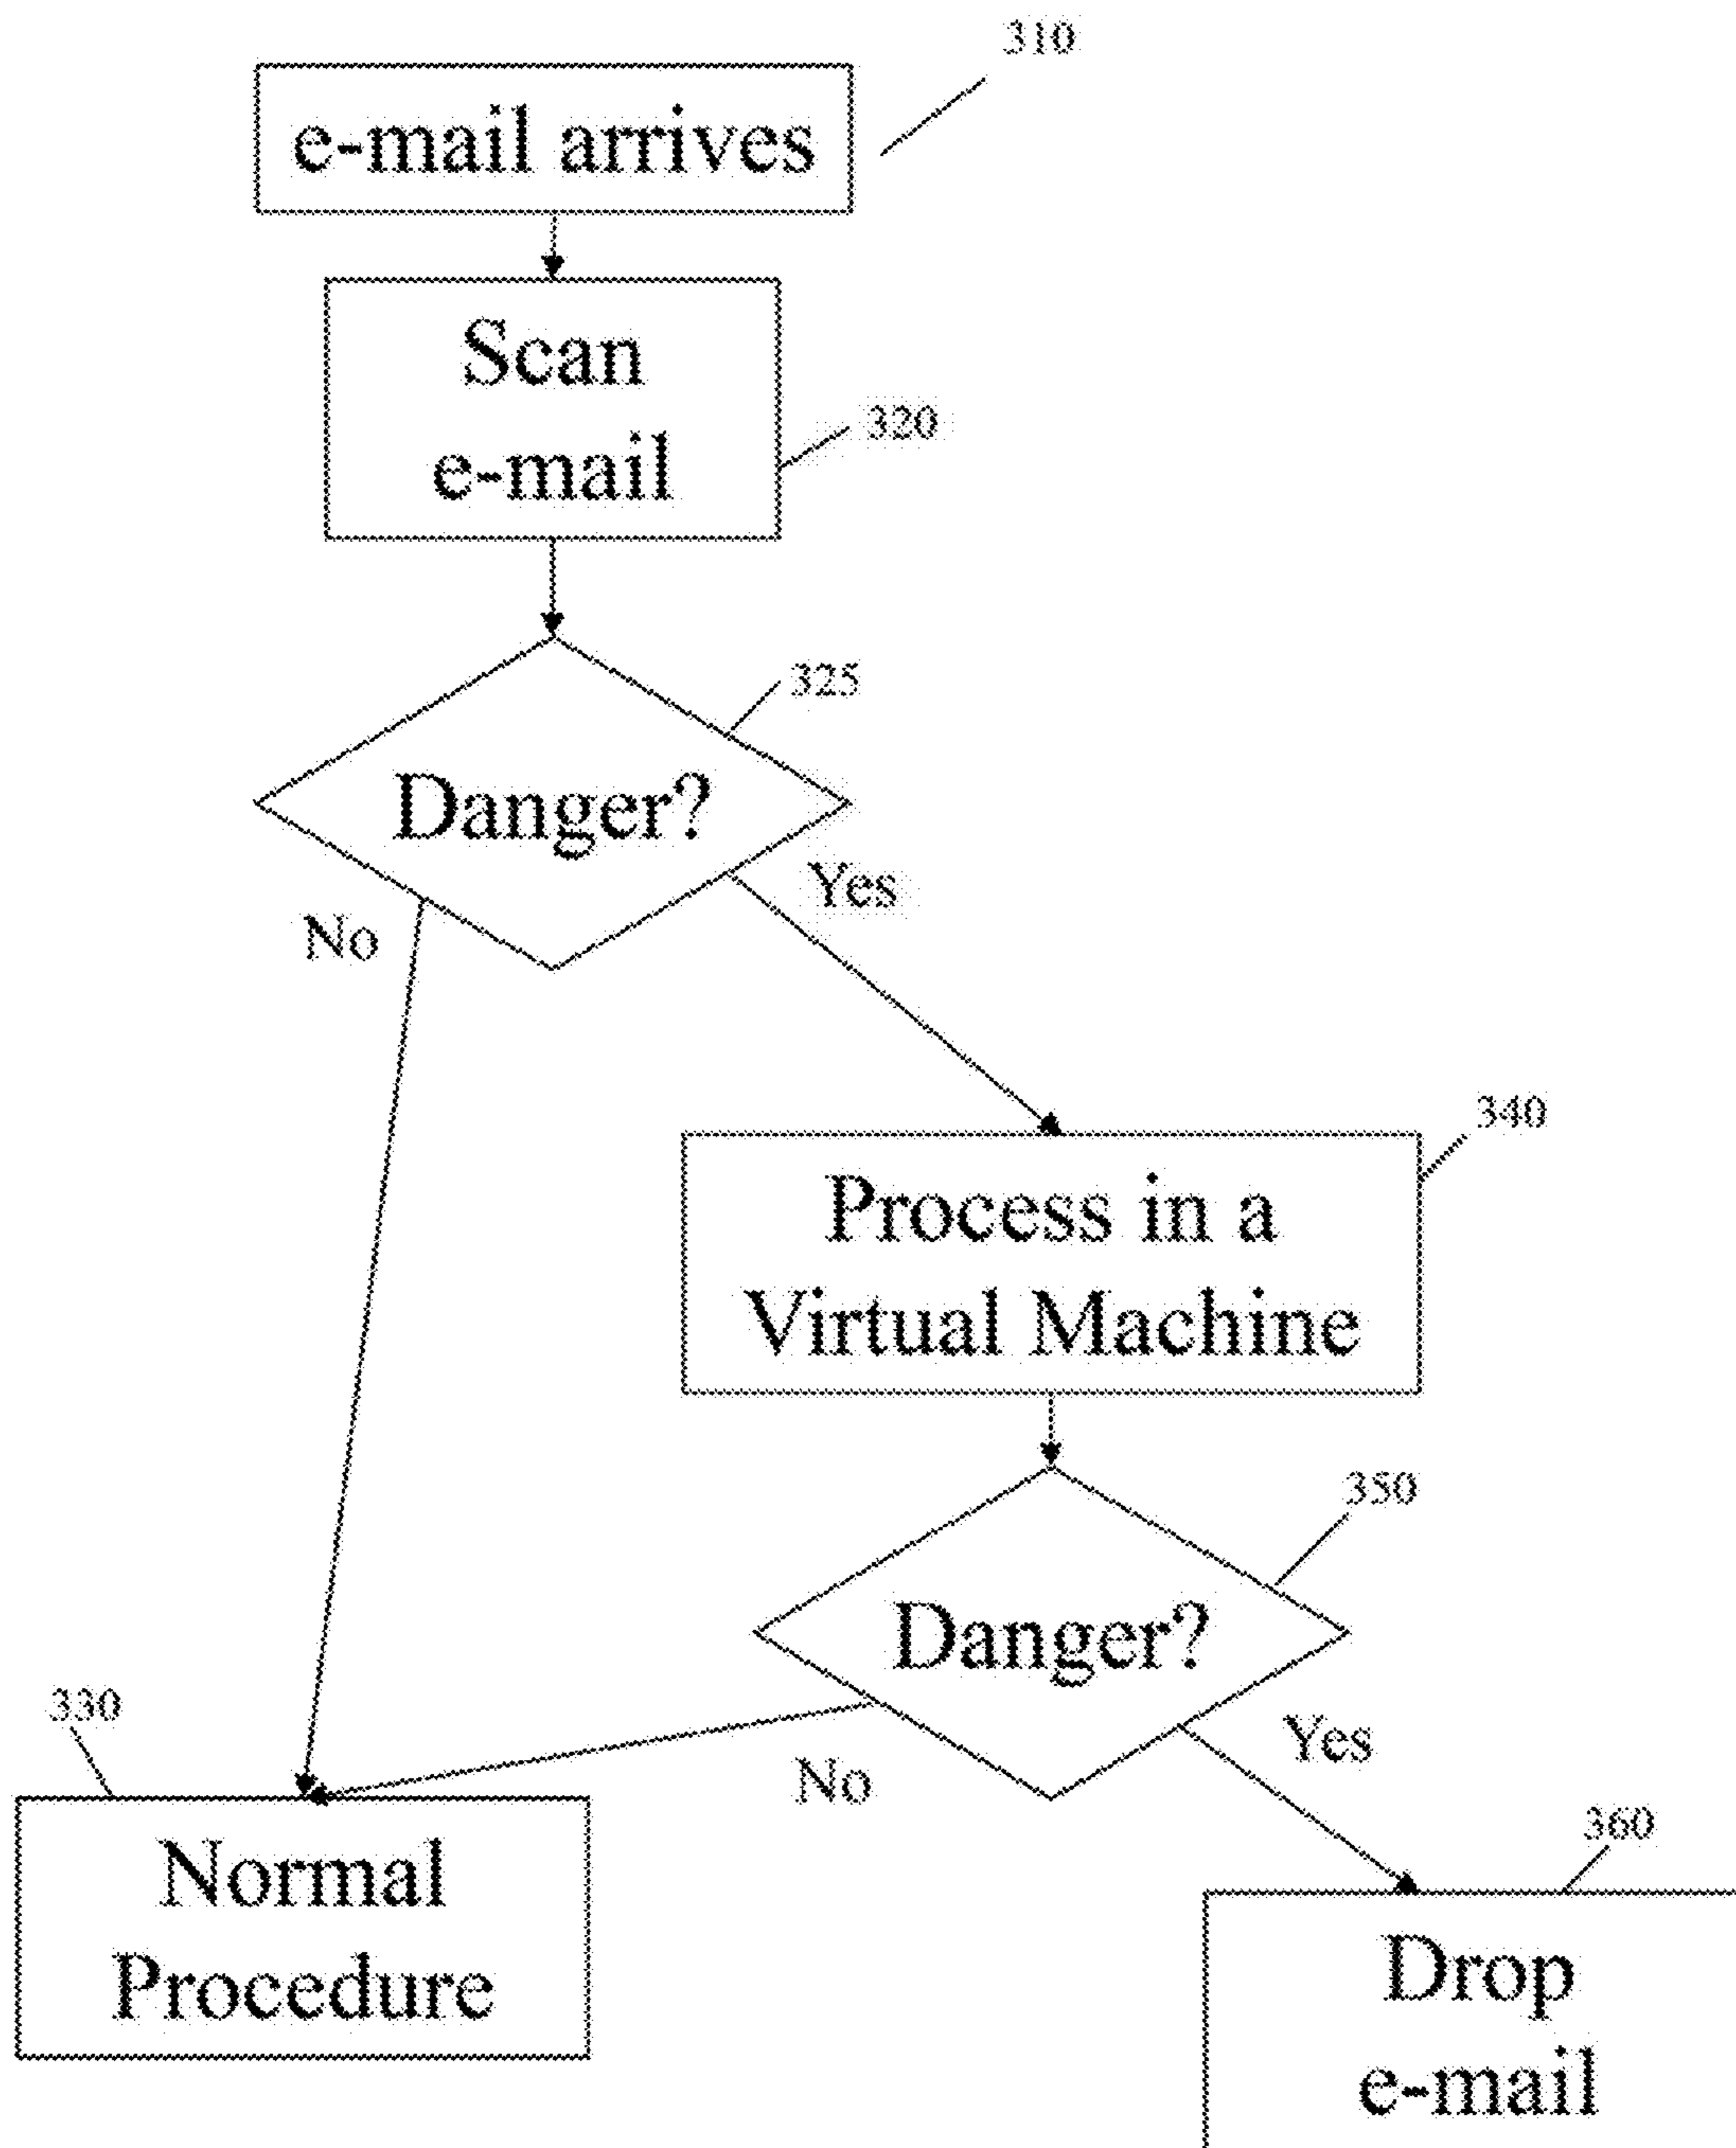 310
e-mail arrives
Scan
e-mail
320
325
Danger?
Yes
No
340
Process in a
Virtual Machine
350
Danger?
330
Yes
No
360
Normal
Procedure
Drop
e-mail